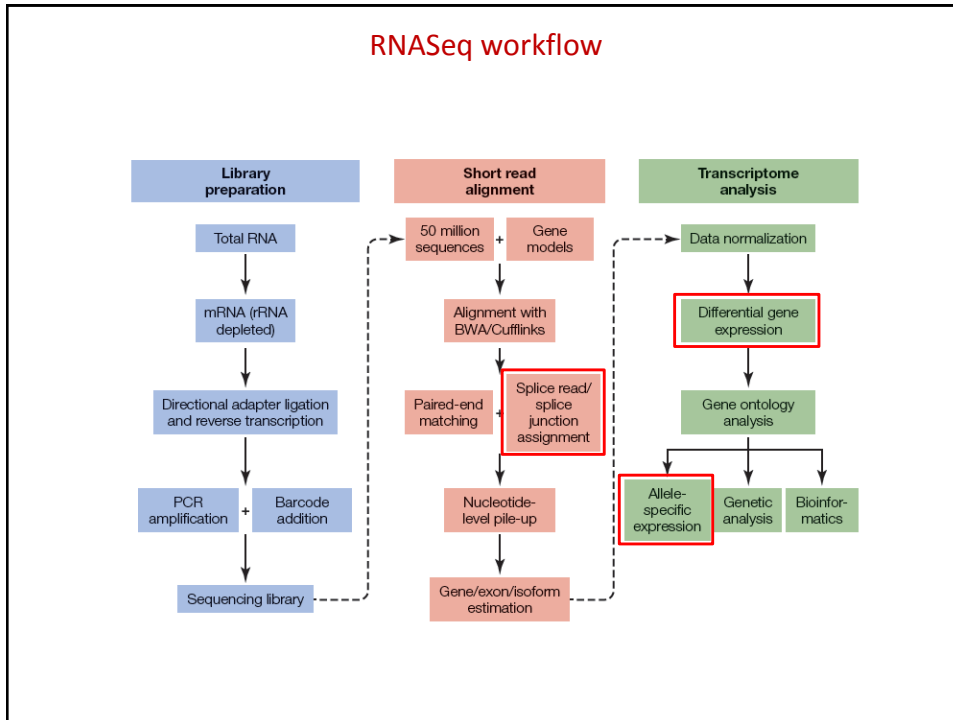 RNASeq workflow
Library
preparation
Total RNA
mRNA (rRNA
depleted)
Directional adapter ligation
and reverse transcription
PCR
amplification
+
Barcode
addition
Sequencing library
Short read
alignment
50 million
sequences
+
Gene
models
Alignment with
BWA/Cufflinks
Paired-end
matching
+
Splice read/
splice
junction
assignment
Nucleotide-
level pile-up
Gene/exon/isoform
estimation
Transcriptome
analysis
Data normalization
Differential gene
expression
Gene ontology
analysis
Allele-
specific
expression
Genetic
analysis
Bioinfor-
matics